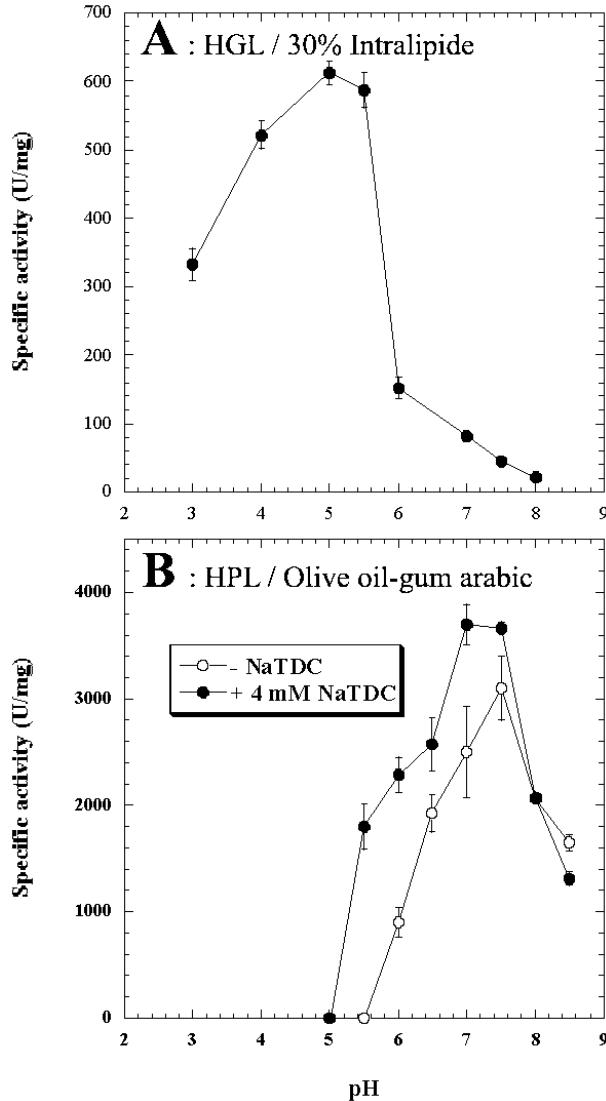 A : HGL / 30% Intralipide
Specific activity (U/mg)
700
600
500
400
300
200
100
0
2 3 4 5 6 7 8 9
B : HPL / Olive oil-gum arabic
Specific activity (U/mg)
4000
3000
2000
1000
0
- NaTDC
+ 4 mM NaTDC
2 3 4 5 6 7 8 9
pH